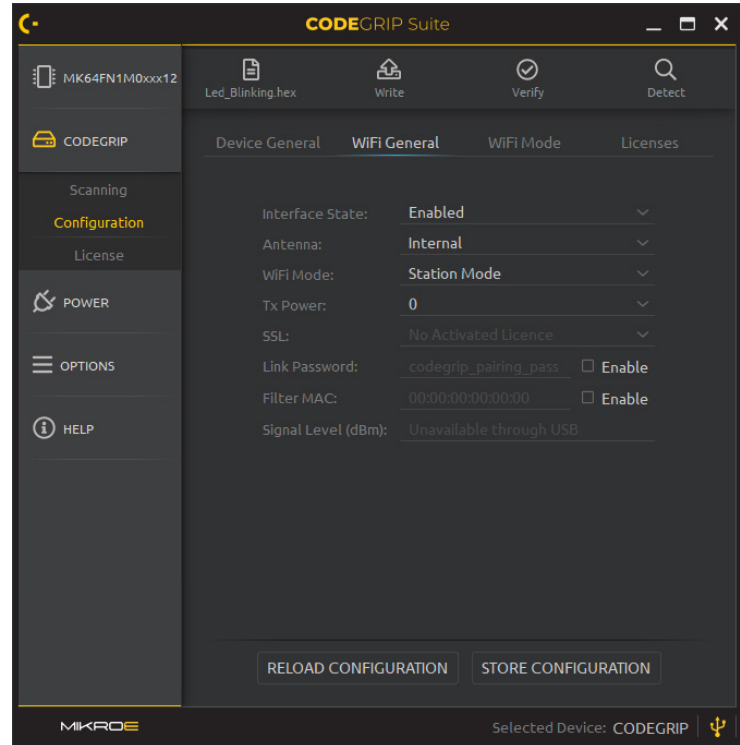 CODEGRIP Suite
MK64FN1M0xxx12
Led_Blinking.hex
Write
Verify
Detect
CODEGRIP
Scanning
Configuration
License
POWER
OPTIONS
HELP
Device General
WiFi General
WiFi Mode
Licenses
Interface State: Enabled
Antenna: Internal
WiFi Mode: Station Mode
Tx Power: 0
SSL: No Activated Licence
Link Password: codegrip_pairing_pass Enable
Filter MAC: 00:00:00:00:00:00 Enable
Signal Level (dBm): Unavailable through USB
RELOAD CONFIGURATION
STORE CONFIGURATION
MIKROE
Selected Device: CODEGRIP